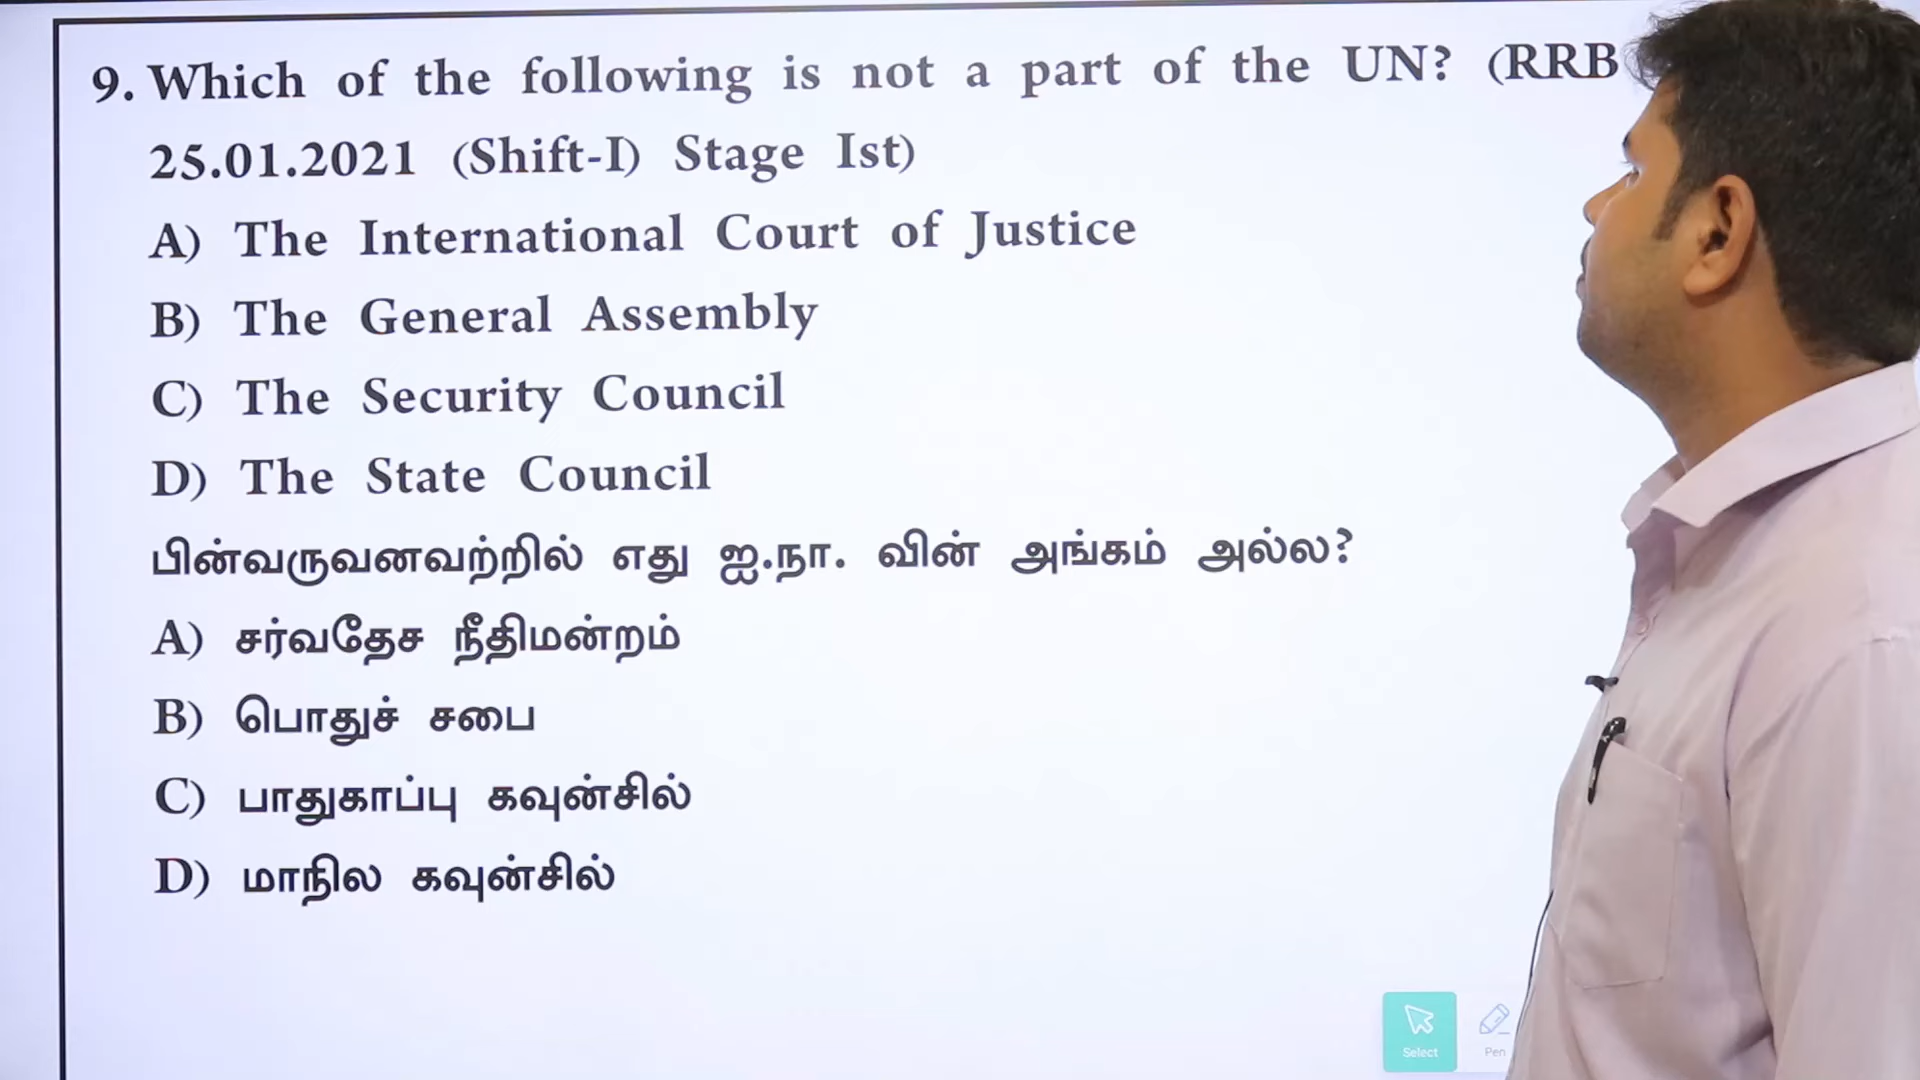 9. Which of the following is not a part of the UN? (RRB
25.01.2021 (Shift-I) Stage Ist)
A) The International Court of Justice
B) The General Assembly
C) The Security Council
D) The State Council
பின்வருவனவற்றில் எது ஐ.நா. வின் அங்கம் அல்ல?
A) சர்வதேச நீதிமன்றம்
B) பொதுச் சபை
C) பாதுகாப்பு கவுன்சில்
D) மாநில கவுன்சில்
Select Pen